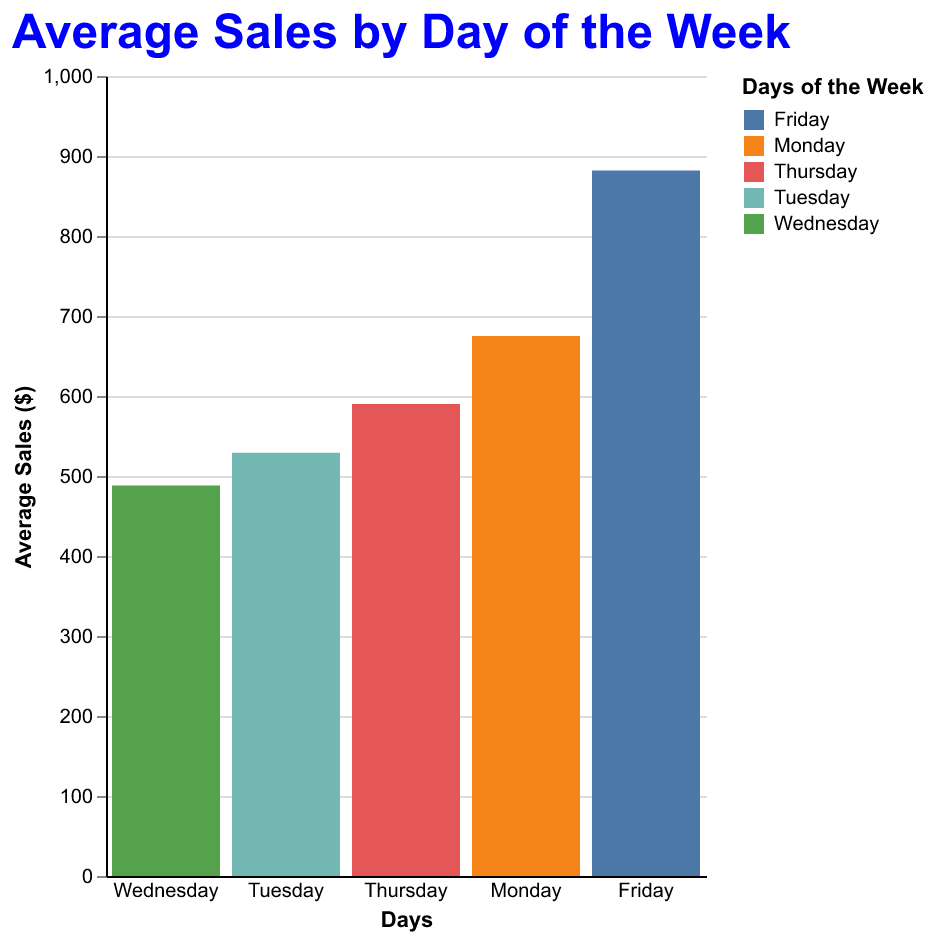 Average Sales by Day of the Week
1,000
900
800
700
600
500
400
300
200
100
0
Average Sales ($)
Wednesday Tuesday Thursday Monday Friday
Days
Days of the Week
Friday
Monday
Thursday
Tuesday
Wednesday